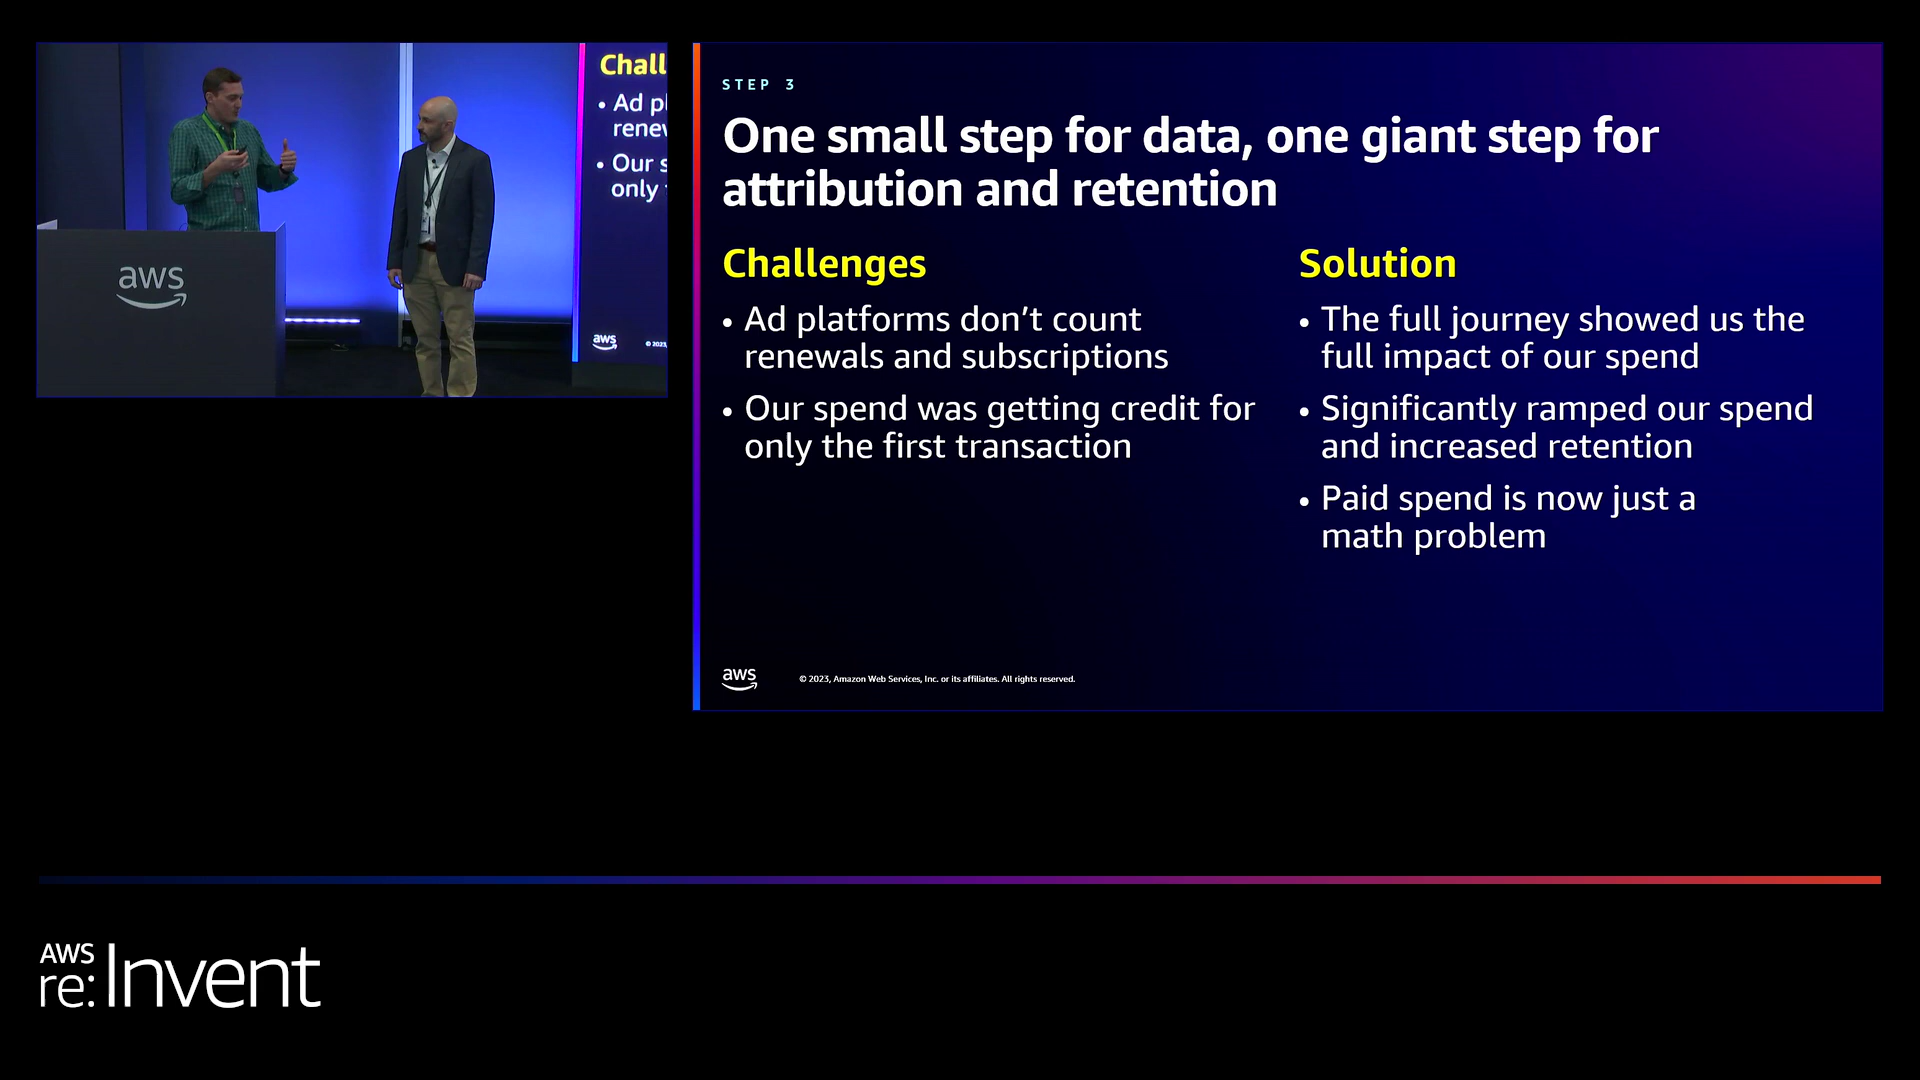 Chall
• Ad pl
renew
• Our s
only
aws
aws
© 2023,
STEP 3
One small step for data, one giant step for
attribution and retention
Challenges
• Ad platforms don’t count
renewals and subscriptions
• Our spend was getting credit for
only the first transaction
Solution
• The full journey showed us the
full impact of our spend
• Significantly ramped our spend
and increased retention
• Paid spend is now just a
math problem
aws
© 2023, Amazon Web Services, Inc. or its affiliates. All rights reserved.
AWS
re:Invent